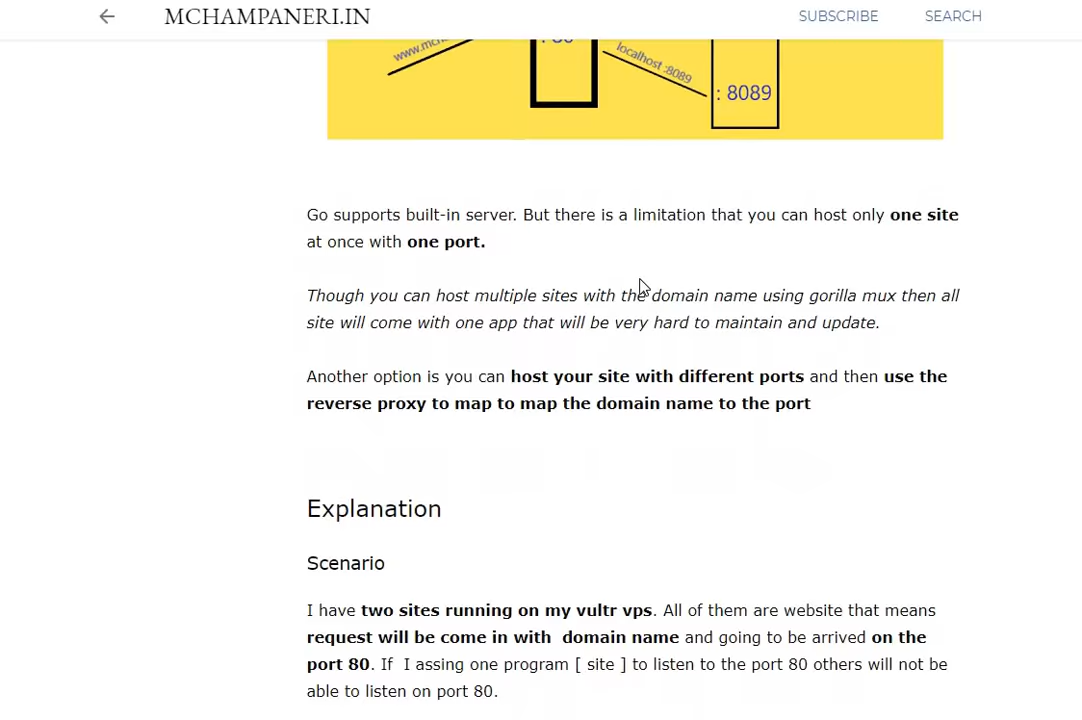 MCHAMPANERI.IN
SUBSCRIBE
SEARCH
localhost :8089
: 8089
Go supports built-in server. But there is a limitation that you can host only one site
at once with one port.
Though you can host multiple sites with the domain name using gorilla mux then all
site will come with one app that will be very hard to maintain and update.
Another option is you can host your site with different ports and then use the
reverse proxy to map to map the domain name to the port
Explanation
Scenario
I have two sites running on my vultr vps. All of them are website that means
request will be come in with domain name and going to be arrived on the
port 80. If I assing one program [ site ] to listen to the port 80 others will not be
able to listen on port 80.